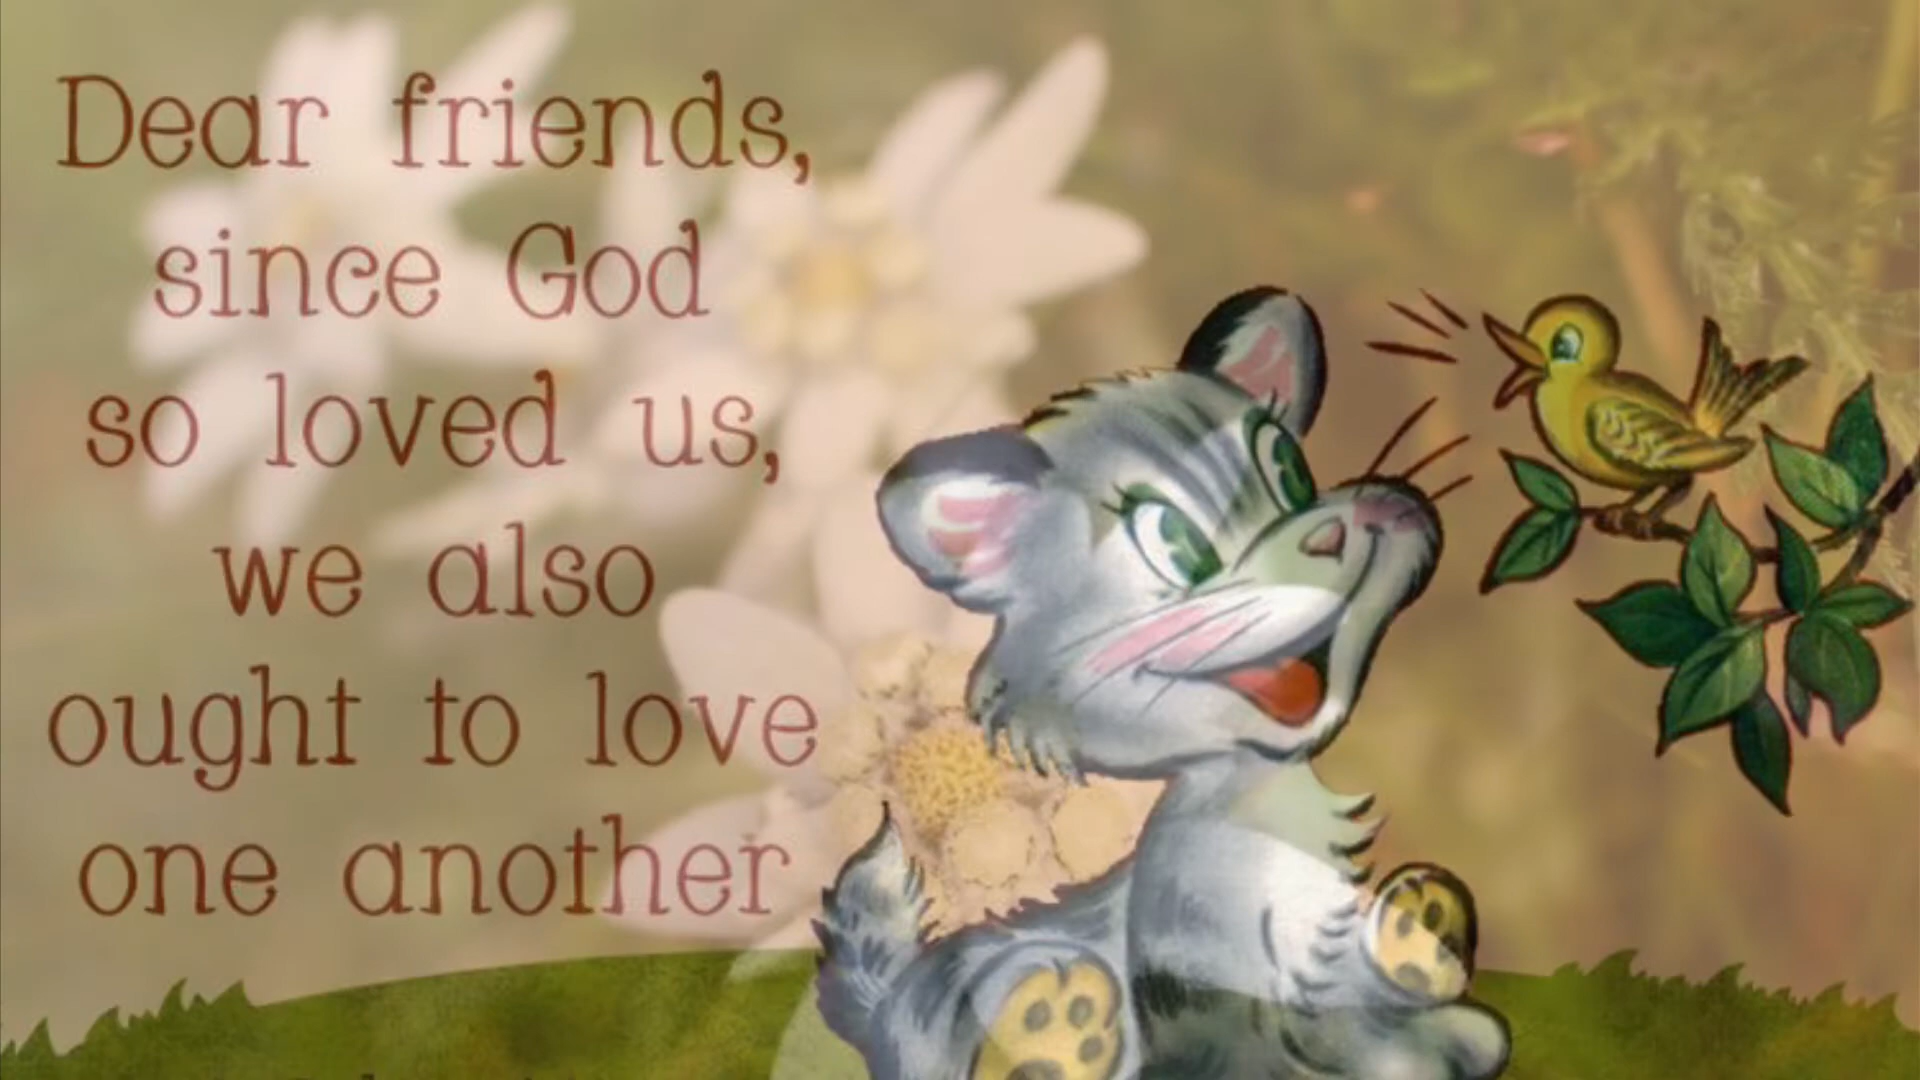 Dear friends,
since God
so loved us,
we also
ought to love
one another